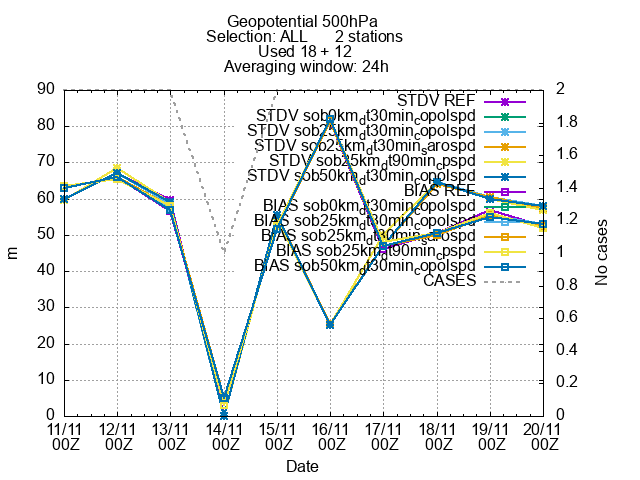 Geopotential 500hPa
Selection: ALL 2 stations
Used 18 + 12
Averaging window: 24h
90
80
70
60
50
40
30
20
10
0
m
2
1.8
1.6
1.4
1.2
1
0.8
0.6
0.4
0.2
0
No cases
STDV REF
STDV sob0km_dt30min_copolspd
STDV sob25km_dt30min_copolspd
STDV sob25km_dt30min_sarospd
STDV sob25km_dt90min_cpspd
STDV sob50km_dt30min_copolspd
BIAS REF
BIAS sob0km_dt30min_copolspd
BIAS sob25km_dt30min_copolspd
BIAS sob25km_dt30min_sarospd
BIAS sob25km_dt90min_cpspd
BIAS sob50km_dt30min_copolspd
CASES
11/11 12/11 13/11 14/11 15/11 16/11 17/11 18/11 19/11 20/11
00Z 00Z 00Z 00Z 00Z 00Z 00Z 00Z 00Z 00Z
Date